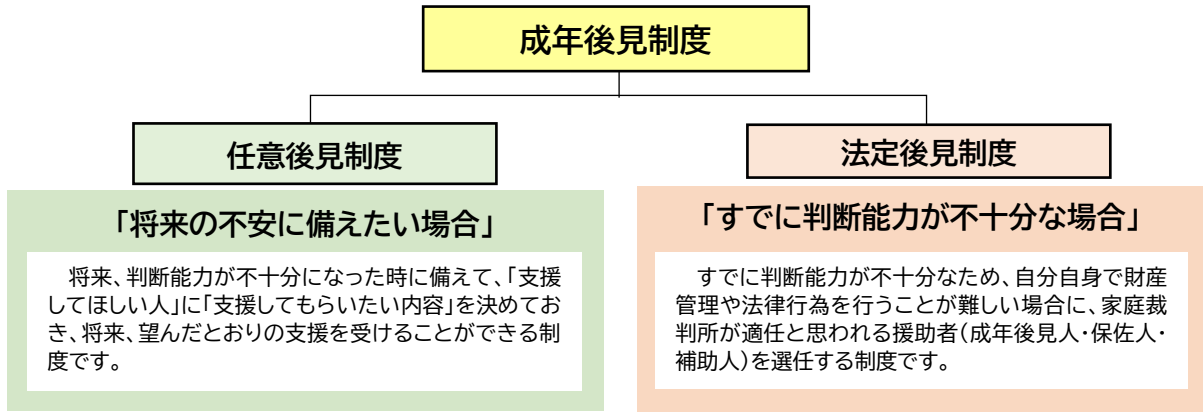 成年後見制度
任意後見制度
「将来の不安に備えたい場合」
将来、判断能力が不十分になった時に備えて、「支援
してほしい人」に「支援してもらいたい内容」を決めてお
き、将来、望んだとおりの支援を受けることができる制
度です。
法定後見制度
「すでに判断能力が不十分な場合」
すでに判断能力が不十分なため、自分自身で財産
管理や法律行為を行うことが難しい場合に、家庭裁
判所が適任と思われる援助者(成年後見人・保佐人・
補助人)を選任する制度です。